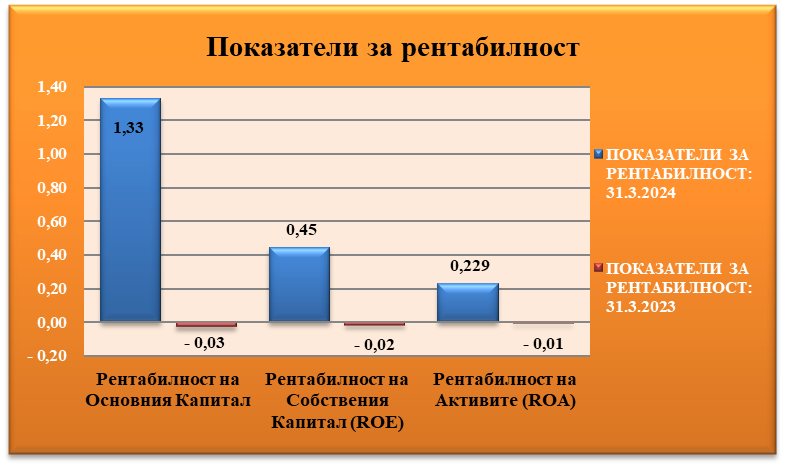 Показатели за рентабилност
1,40
1,20
1,00
0,80
0,60
0,40
0,20
0,00
- 0,20
1,33
0,45
0,229
- 0,03
- 0,02
- 0,01
Рентабилност на
Основния Капитал
Рентабилност на
Собствения
Капитал (ROE)
Рентабилност на
Активите (ROA)
ПОКАЗАТЕЛИ ЗА
РЕНТАБИЛНОСТ:
31.3.2024
ПОКАЗАТЕЛИ ЗА
РЕНТАБИЛНОСТ:
31.3.2023